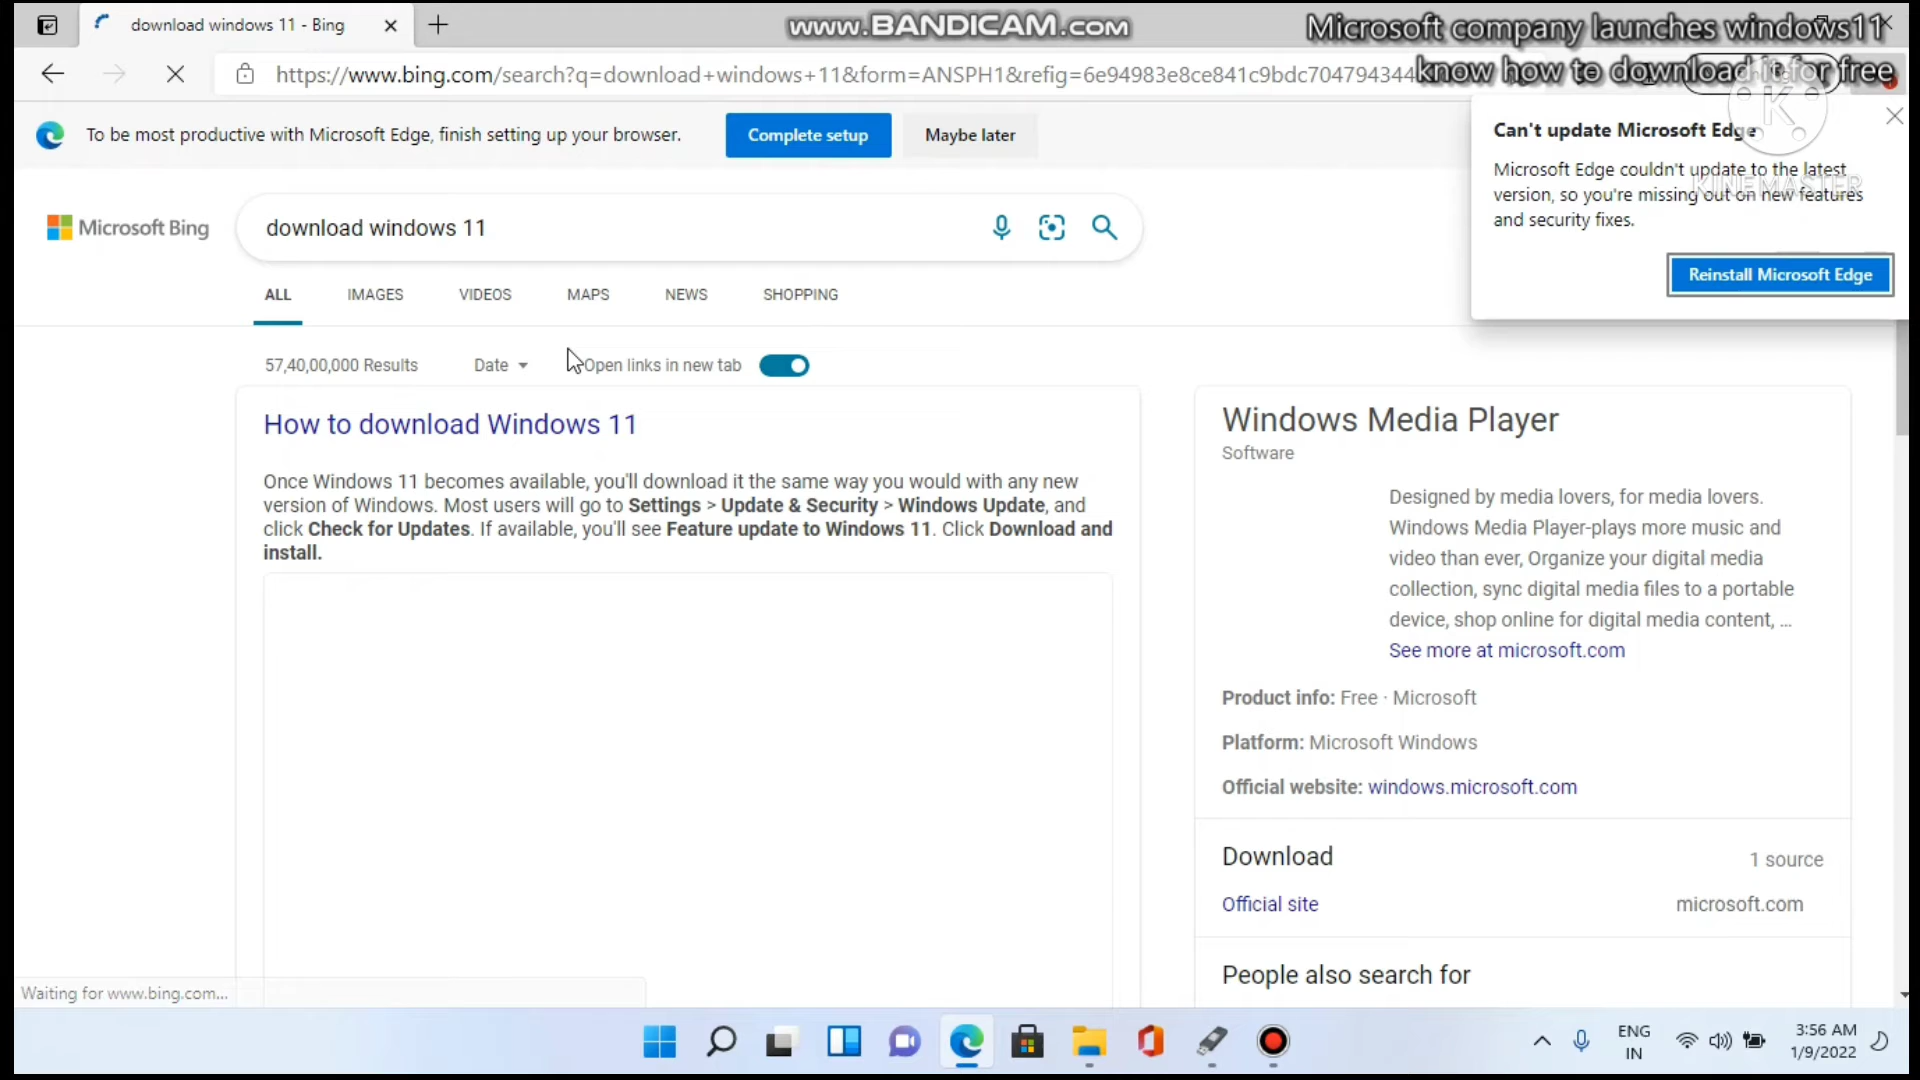 download windows 11 - Bing
www.BANDICAM.com
Microsoft company launches windows11
know how to download it for free
https://www.bing.com/search?q=download+windows+11&form=ANSPH1&refig=6e94983e8ce841c9bdc704794344
To be most productive with Microsoft Edge, finish setting up your browser.
Complete setup
Maybe later
Can't update Microsoft Edge
Microsoft Edge couldn't update to the latest
version, so you're missing out on new features
and security fixes.
Reinstall Microsoft Edge
K
KINEMASTER
Microsoft Bing
download windows 11
ALL
IMAGES
VIDEOS
MAPS
NEWS
SHOPPING
57,40,00,000 Results
Date
Open links in new tab
How to download Windows 11
Once Windows 11 becomes available, you'll download it the same way you would with any new
version of Windows. Most users will go to Settings > Update & Security > Windows Update, and
click Check for Updates. If available, you'll see Feature update to Windows 11. Click Download and
install.
Windows Media Player
Software
Designed by media lovers, for media lovers.
Windows Media Player-plays more music and
video than ever, Organize your digital media
collection, sync digital media files to a portable
device, shop online for digital media content, ...
See more at microsoft.com
Product info: Free · Microsoft
Platform: Microsoft Windows
Official website: windows.microsoft.com
Download
1 source
Official site
microsoft.com
People also search for
Waiting for www.bing.com...
ENG
IN
3:56 AM
1/9/2022